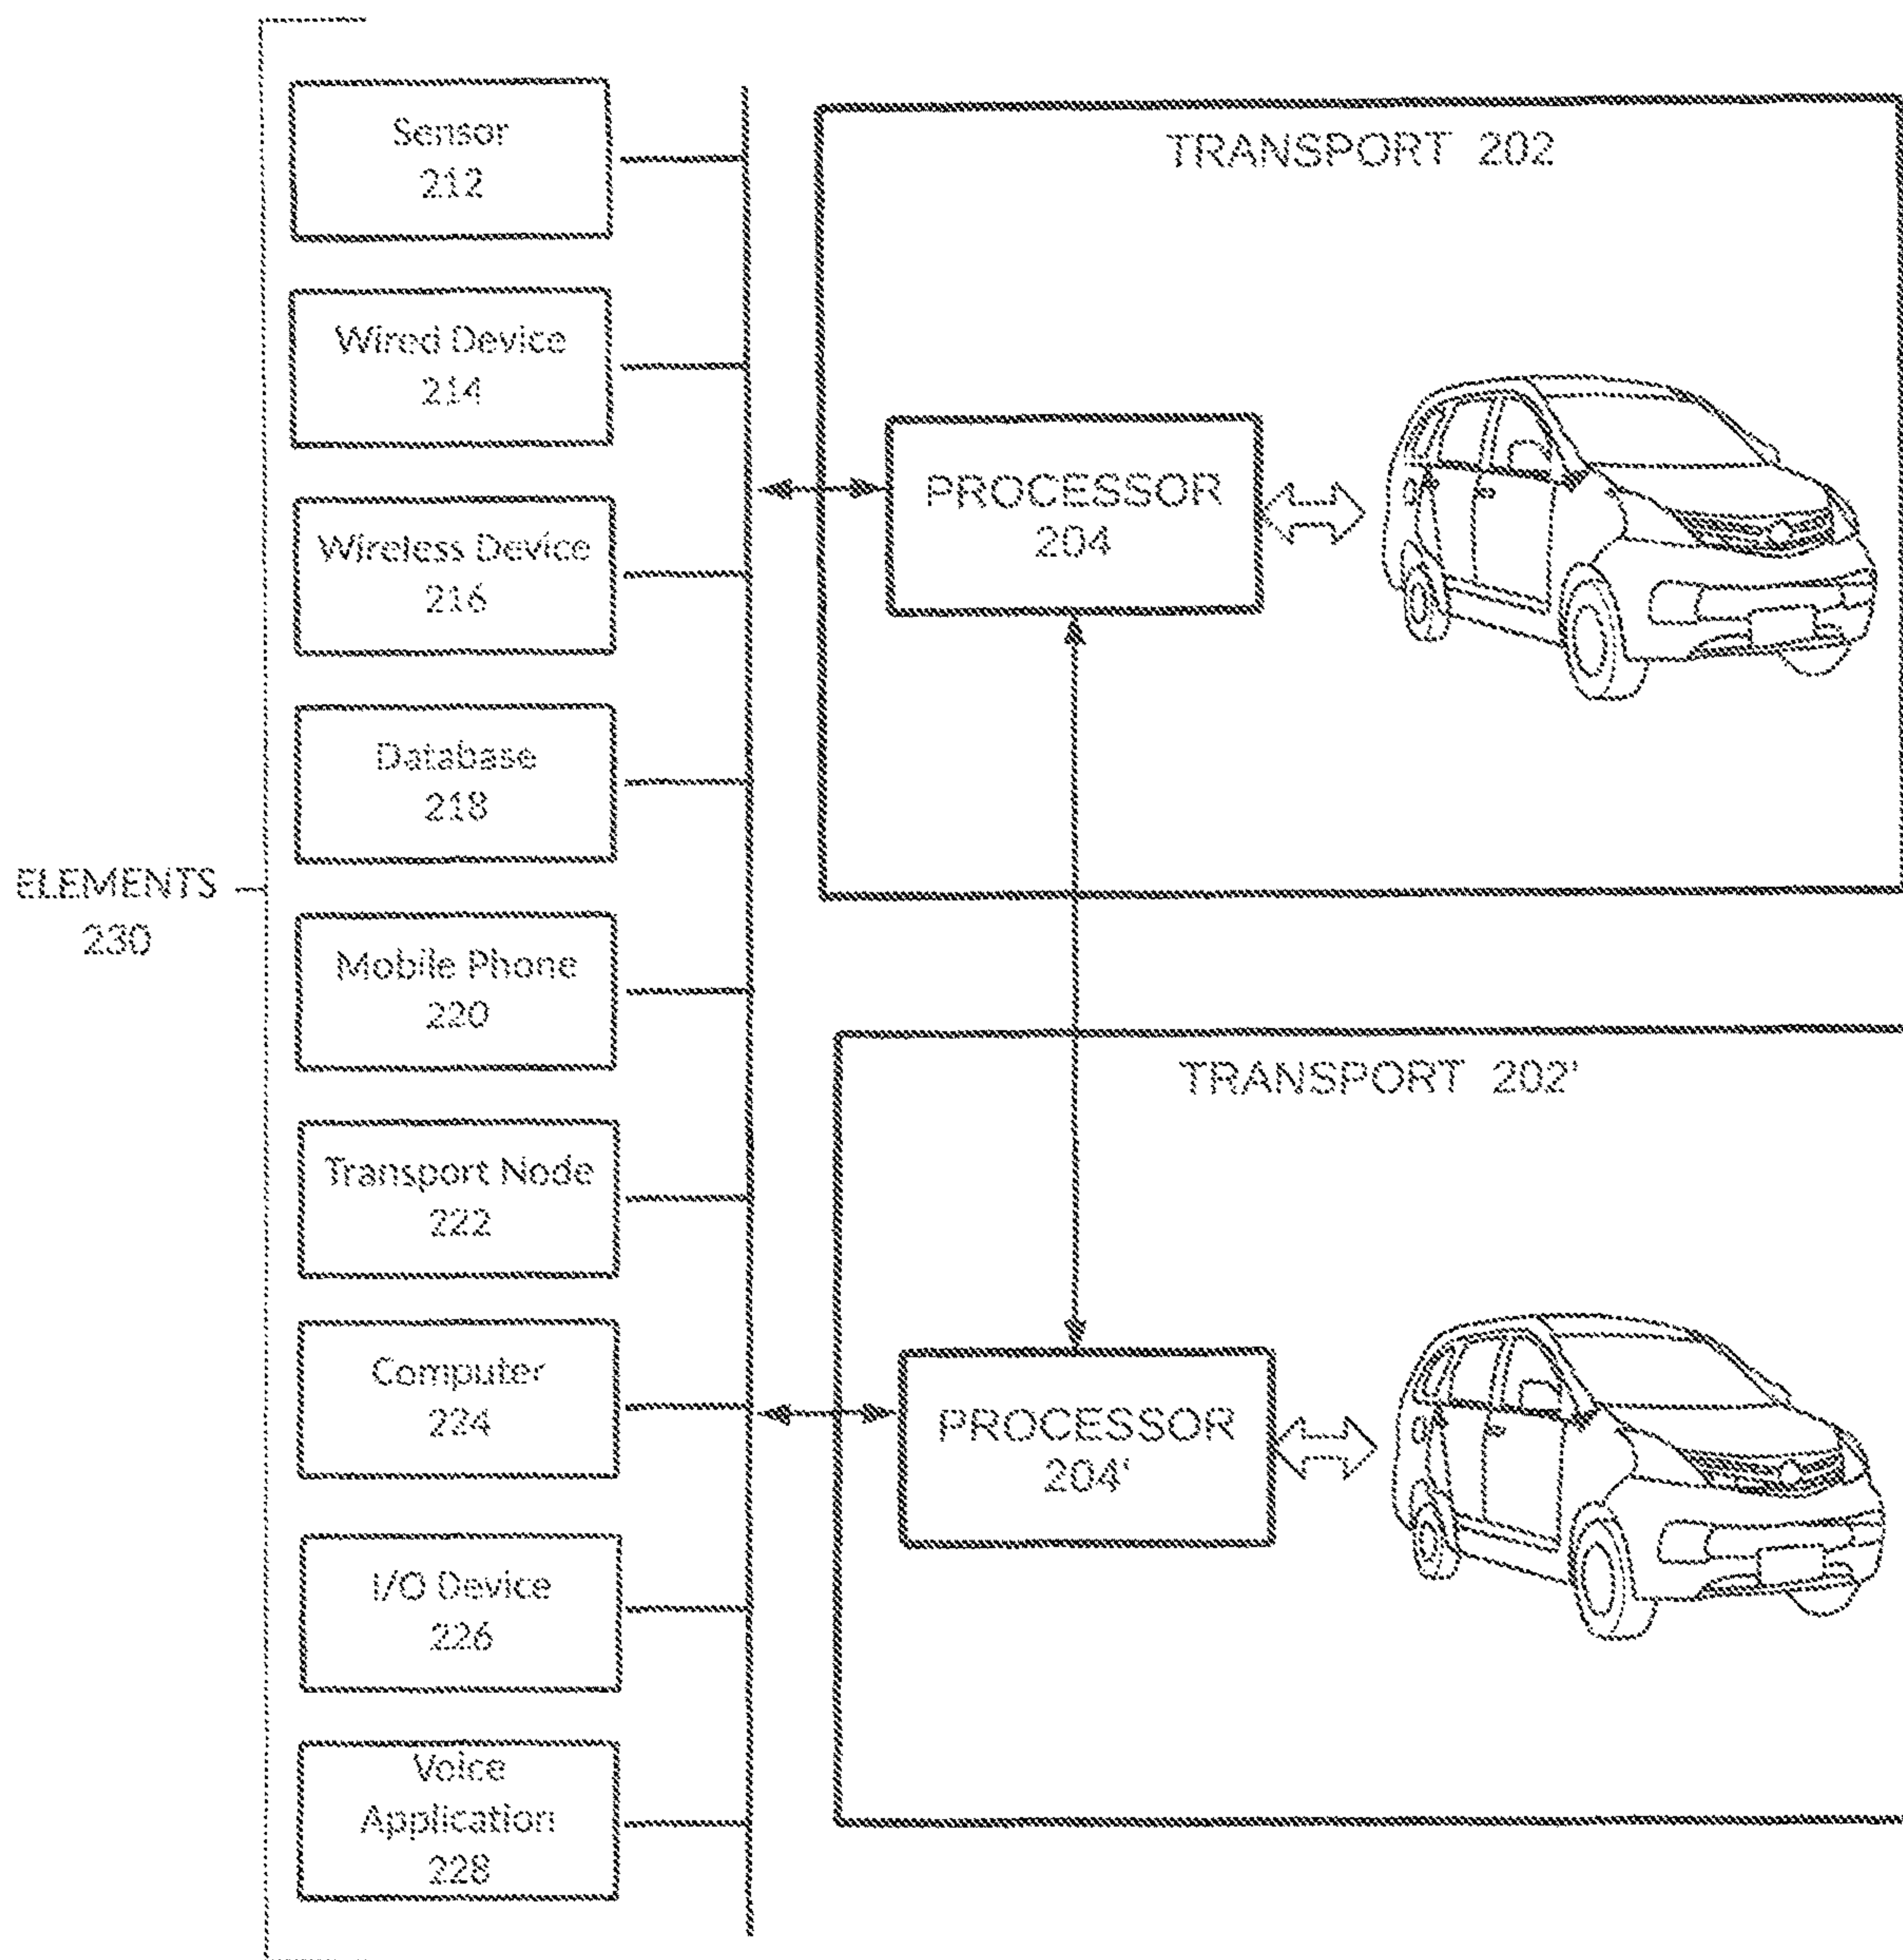 Sensor
212
Wired Device
214
Wireless Device
216
Database
218
ELEMENTS
230
Mobile Phone
220
Transport Node
222
Computer
224
I/O Device
226
Voice
Application
228
TRANSPORT 202
PROCESSOR
204
TRANSPORT 202'
PROCESSOR
204'